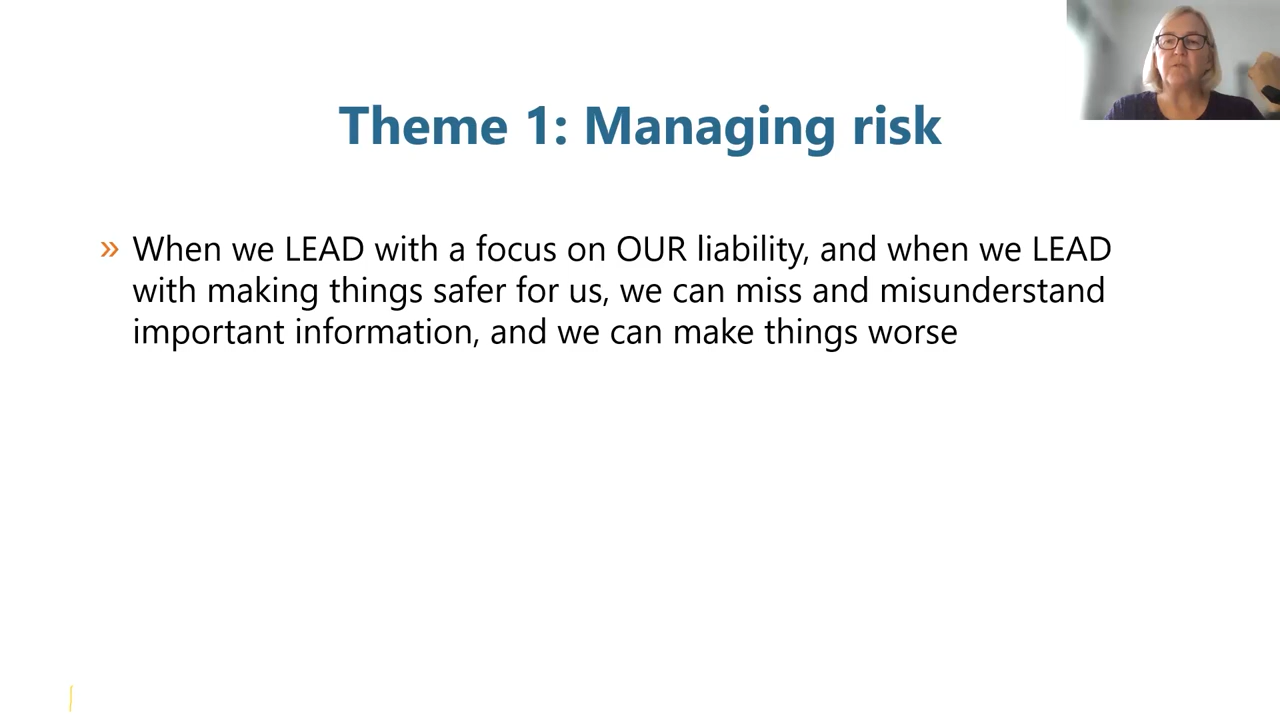 Theme 1: Managing risk
» When we LEAD with a focus on OUR liability, and when we LEAD
with making things safer for us, we can miss and misunderstand
important information, and we can make things worse